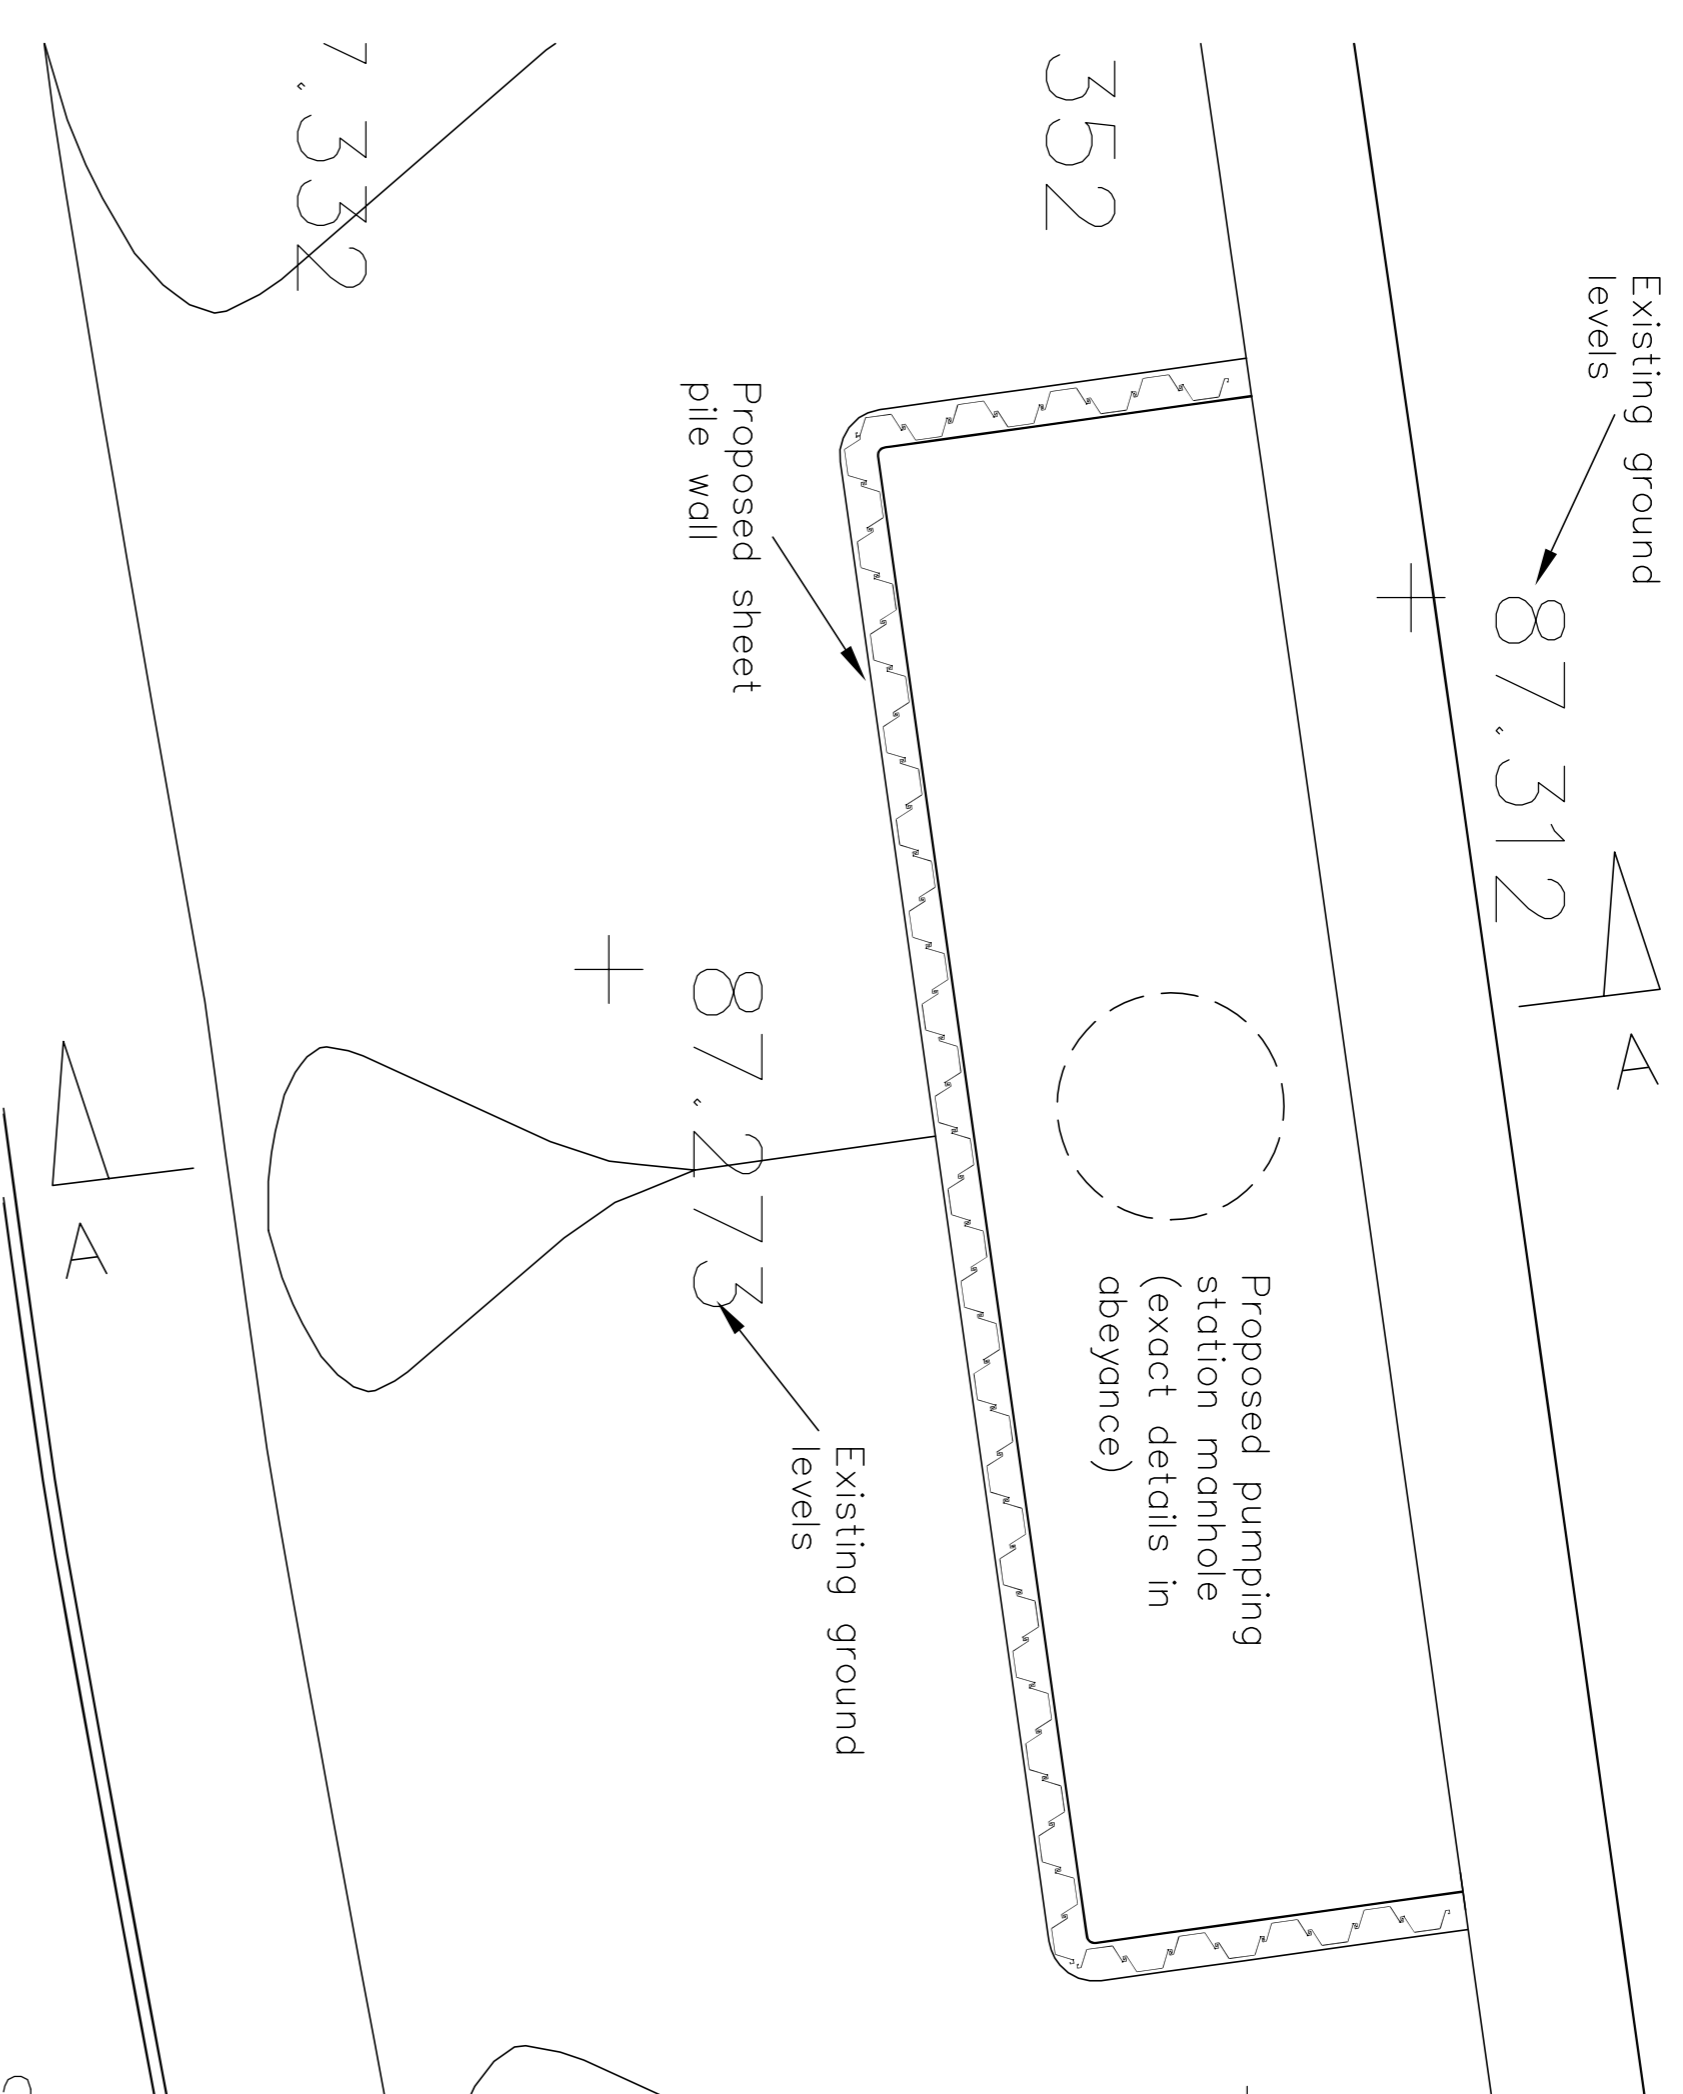 Existing ground
levels
87.312
A
352
Proposed sheet
pile wall
Proposed pumping
station manhole
(exact details in
abeyance)
87.273
Existing ground
levels
7.332
A